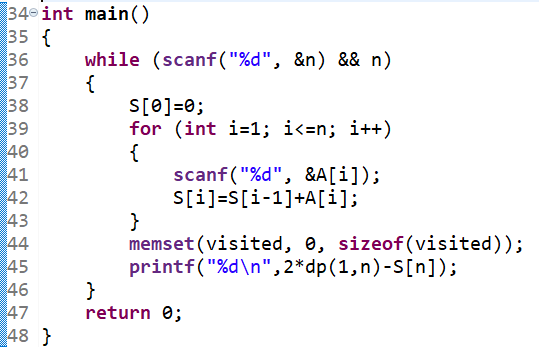 34 int main()
35 {
36     while (scanf("%d", &n) && n)
37     {
38         S[0]=0;
39         for (int i=1; i<=n; i++)
40         {
41             scanf("%d", &A[i]);
42             S[i]=S[i-1]+A[i];
43         }
44         memset(visited, 0, sizeof(visited));
45         printf("%d\n",2*dp(1,n)-S[n]);
46     }
47     return 0;
48 }